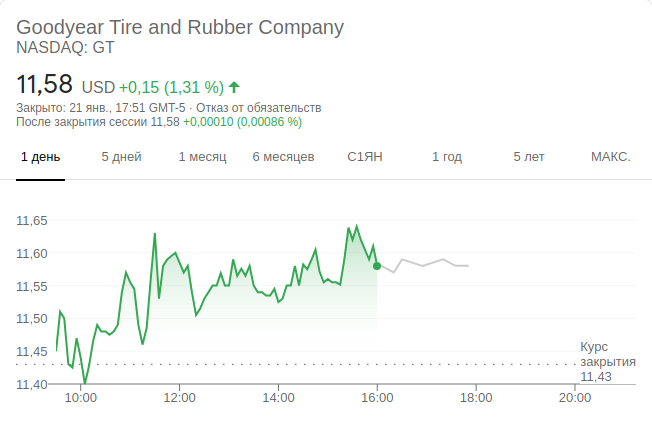 Goodyear Tire and Rubber Company
NASDAQ: GT
11,58 USD +0,15 (1,31 %)
Закрыто: 21 янв., 17:51 GMT-5 · Отказ от обязательств
После закрытия сессии 11,58 +0,00010 (0,00086 %)
1 день 5 дней 1 месяц 6 месяцев С1ЯН 1 год 5 лет МАКС.
11,65
11,60
11,55
11,50
11,45
11,40
Курс
закрытия
11,43
10:00 12:00 14:00 16:00 18:00 20:00